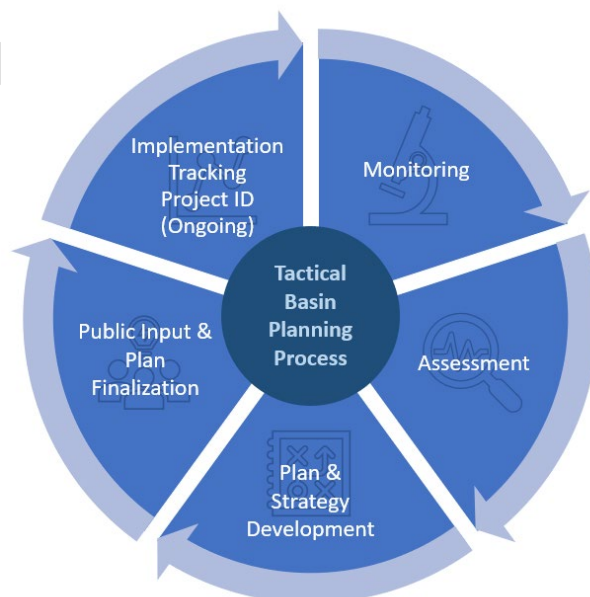 Implementation
Tracking
Project ID
(Ongoing)
Monitoring
Tactical
Basin
Planning
Process
Public Input &
Plan
Finalization
Assessment
Plan &
Strategy
Development